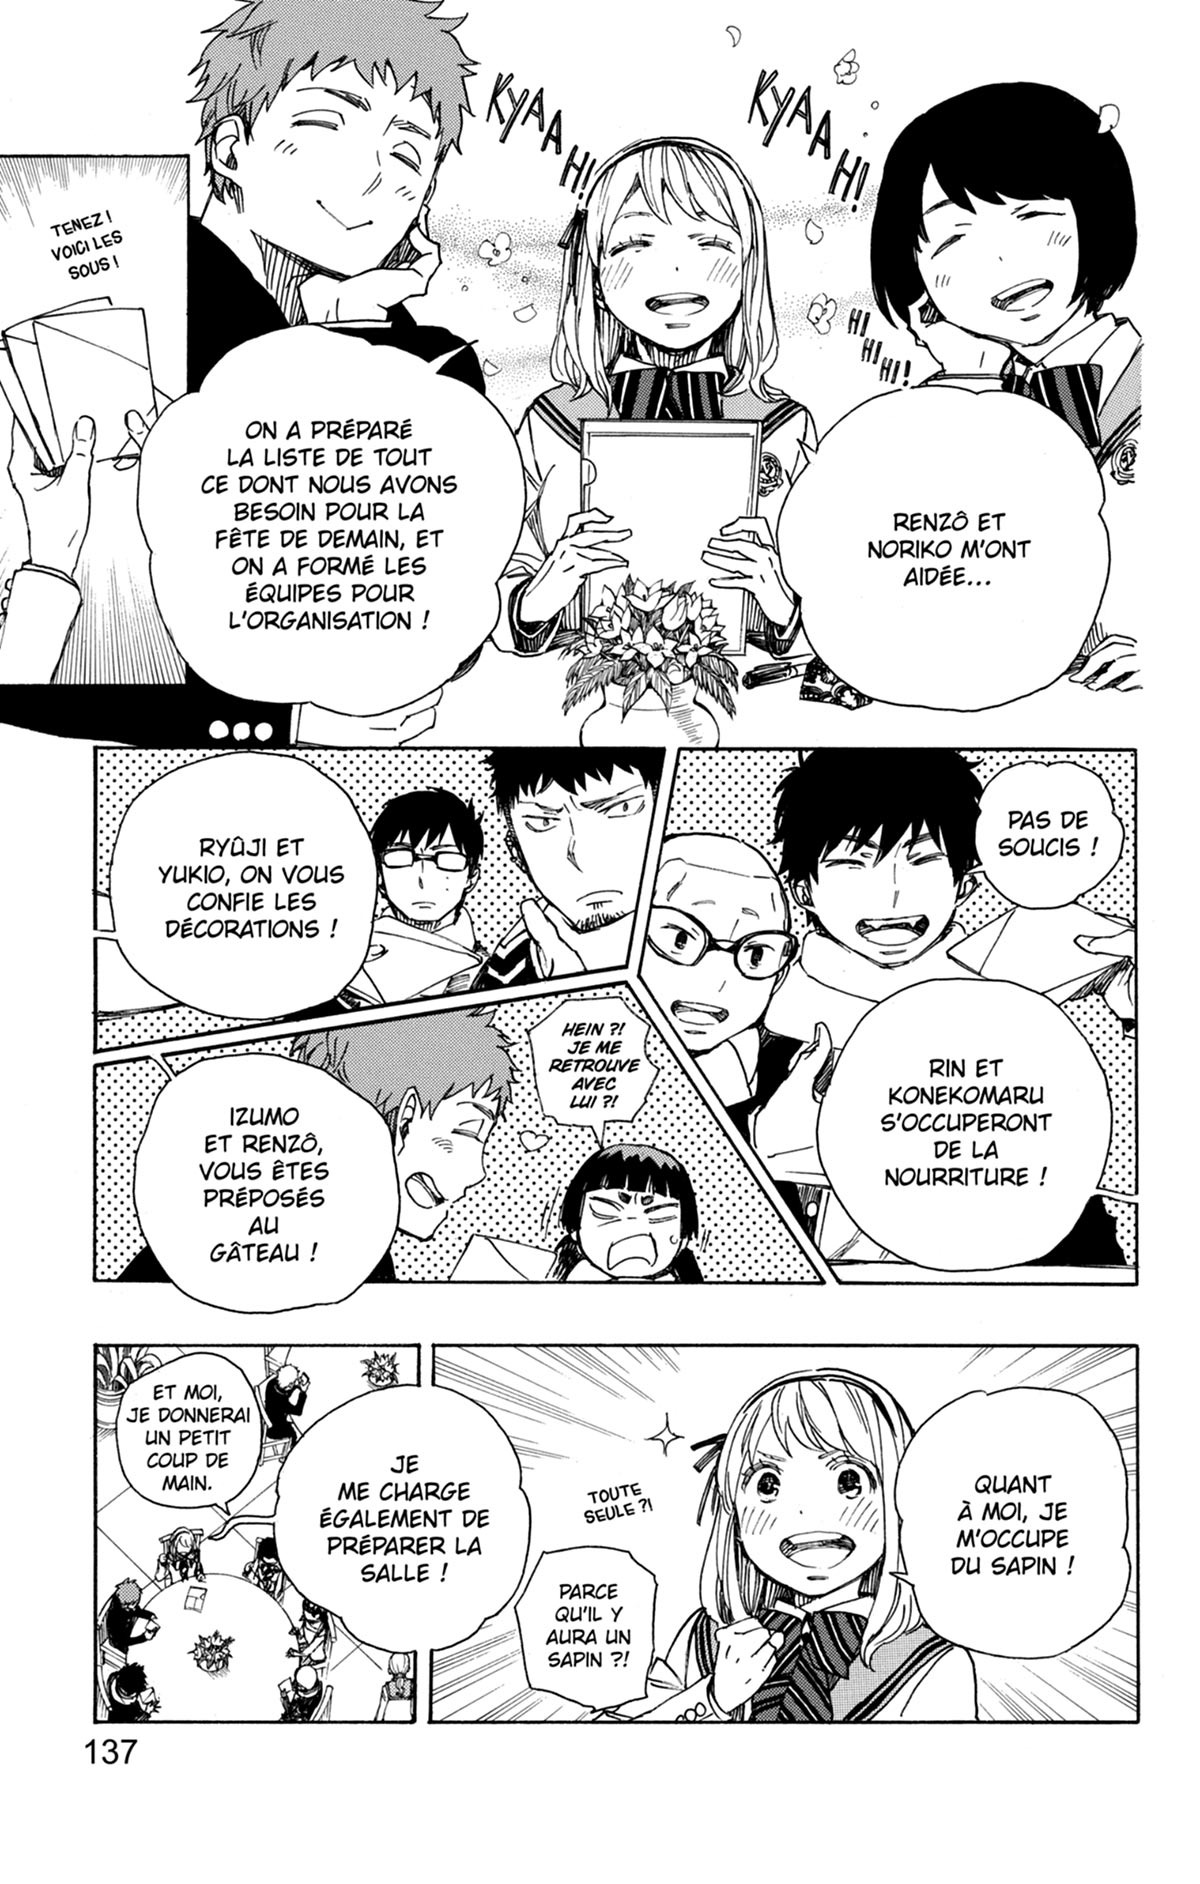 KYAA
HI!
KYAA
HI!
HI
HI
HI
HI!
RENZÔ ET
NORIKO M'ONT
AIDÉE...
ON A PRÉPARÉ
LA LISTE DE TOUT
CE DONT NOUS AVONS
BESOIN POUR LA
FÊTE DE DEMAIN, ET
ON A FORMÉ LES
ÉQUIPES POUR
L'ORGANISATION !
TENEZ !
VOICI LES
SOUS !
PAS DE
SOUCIS !
RIN ET
KONEKOMARU
S'OCCUPERONT
DE LA
NOURRITURE !
RYÛJI ET
YUKIO, ON VOUS
CONFIE LES
DÉCORATIONS !
HEIN ?!
JE ME
RETROUVE
AVEC
LUI ?!
IZUMO
ET RENZÔ,
VOUS ÊTES
PRÉPOSÉS
AU
GÂTEAU !
QUANT
À MOI, JE
M'OCCUPE
DU SAPIN !
TOUTE
SEULE ?!
PARCE
QU'IL Y
AURA UN
SAPIN ?!
JE
ME CHARGE
ÉGALEMENT DE
PRÉPARER LA
SALLE !
ET MOI,
JE DONNERAI
UN PETIT
COUP DE
MAIN.
137